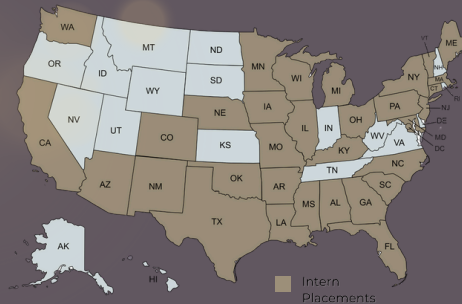 WA
OR
CA
NV
ID
MT
WY
UT
AZ
CO
NM
ND
SD
NE
KS
OK
TX
MN
IA
MO
AR
LA
WI
IL
MS
MI
IN
KY
TN
AL
OH
WV
VA
NC
SC
GA
FL
PA
NY
VT
NH
ME
MA
CT
NJ
DE
MD
DC
AK
HI
Intern
Placements